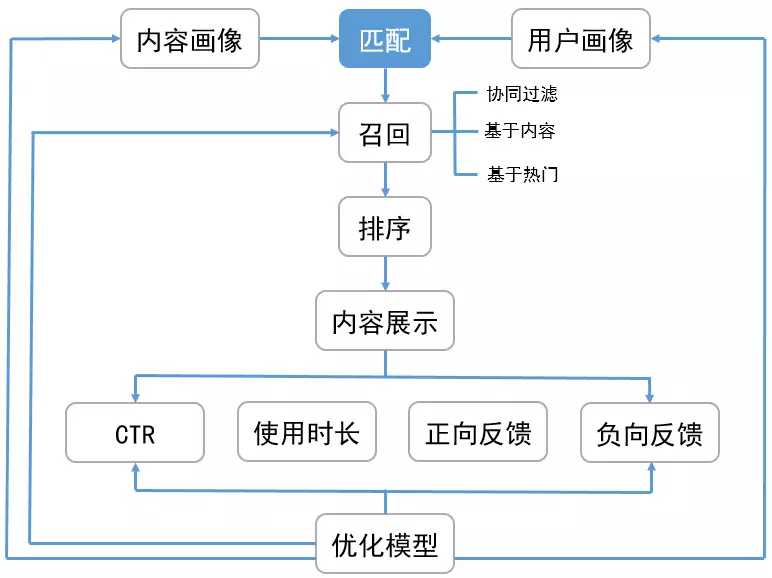 内容画像
匹配
用户画像
协同过滤
召回
基于内容
基于热门
排序
内容展示
CTR
使用时长
正向反馈
负向反馈
优化模型